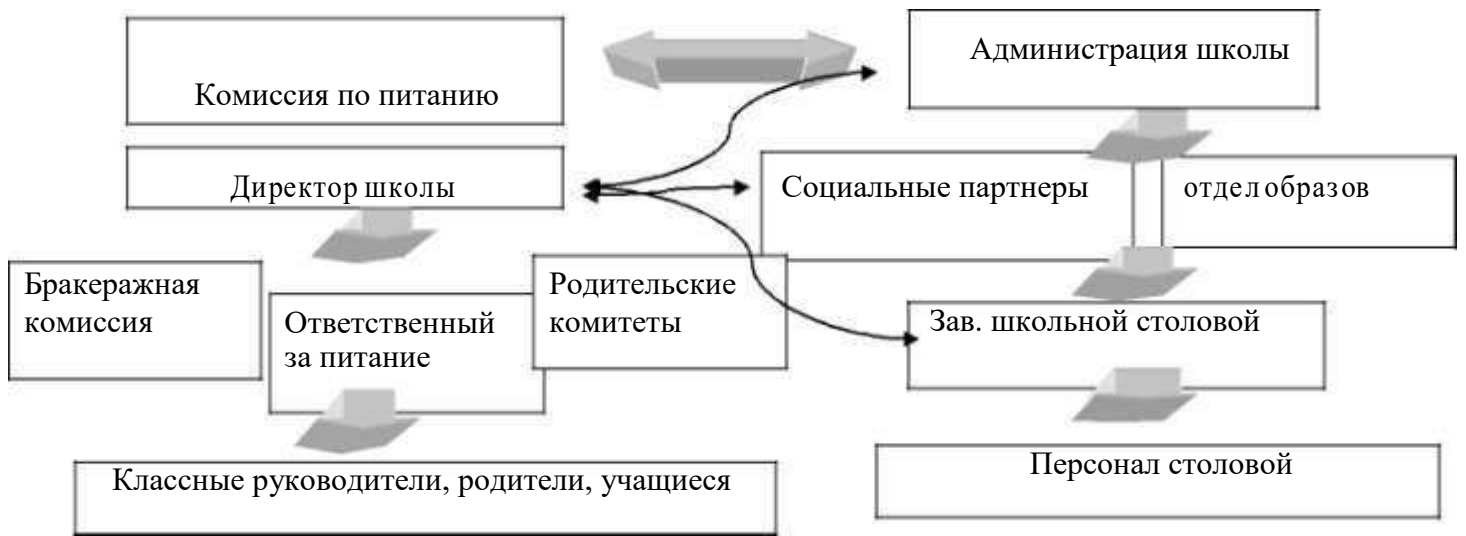 Администрация школы
Комиссия по питанию
Директор школы
Социальные партнеры
отдел образов
Бракеражная
комиссия
Ответственный
за питание
Родительские
комитеты
Зав. школьной столовой
Классные руководители, родители, учащиеся
Персонал столовой